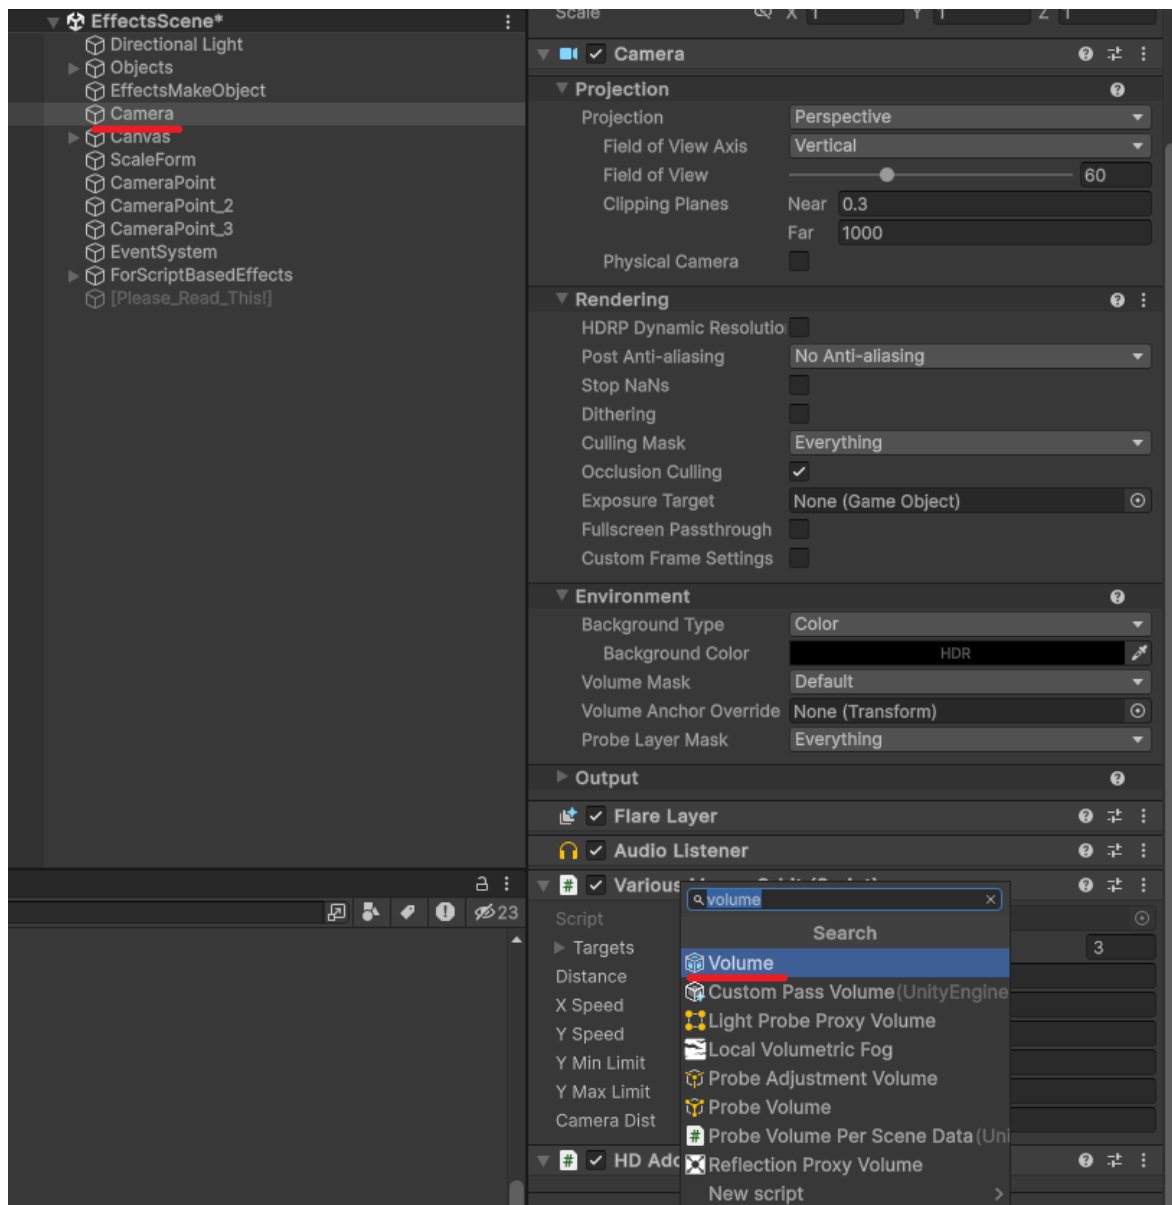 EffectsScene*
Directional Light
Objects
EffectsMakeObject
Camera
Canvas
ScaleForm
CameraPoint
CameraPoint_2
CameraPoint_3
EventSystem
ForScriptBasedEffects
[Please_Read_This!]
23
Scale X 1 Y 1 Z 1
Camera
Projection
Projection Perspective
Field of View Axis Vertical
Field of View 60
Clipping Planes Near 0.3
Far 1000
Physical Camera
Rendering
HDRP Dynamic Resolutio
Post Anti-aliasing No Anti-aliasing
Stop NaNs
Dithering
Culling Mask Everything
Occlusion Culling
Exposure Target None (Game Object)
Fullscreen Passthrough
Custom Frame Settings
Environment
Background Type Color
Background Color HDR
Volume Mask Default
Volume Anchor Override None (Transform)
Probe Layer Mask Everything
Output
Flare Layer
Audio Listener
Various
Script
Targets 3
Distance
X Speed
Y Speed
Y Min Limit
Y Max Limit
Camera Dist
HD Add
volume
Search
Volume
Custom Pass Volume (UnityEngine
Light Probe Proxy Volume
Local Volumetric Fog
Probe Adjustment Volume
Probe Volume
Probe Volume Per Scene Data (Uni
Reflection Proxy Volume
New script